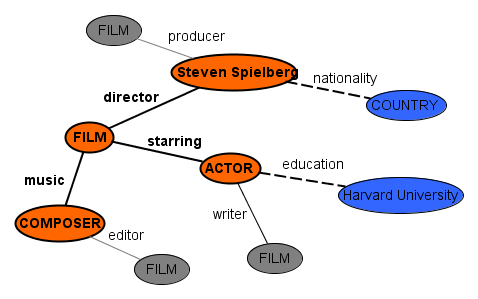 FILM
producer
Steven Spielberg
nationality
COUNTRY
director
FILM
starring
ACTOR
education
Harvard University
music
COMPOSER
writer
editor
FILM
FILM